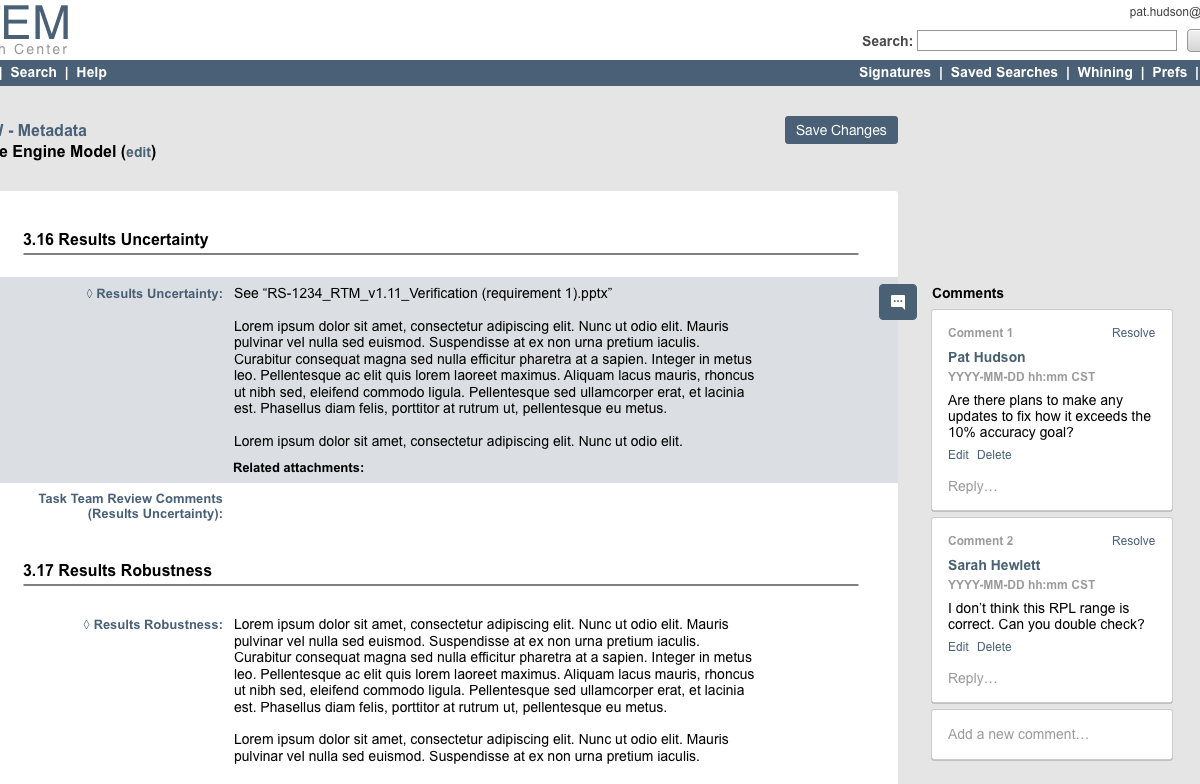 EM
h Center
pat.hudson@
Search:
| Search | Help
Signatures | Saved Searches | Whining | Prefs |
- Metadata
Save Changes
e Engine Model (edit)
3.16 Results Uncertainty
◊ Results Uncertainty: See “RS-1234_RTM_v1.11_Verification (requirement 1).pptx”
Lorem ipsum dolor sit amet, consectetur adipiscing elit. Nunc ut odio elit. Mauris
pulvinar vel nulla sed euismod. Suspendisse at ex non urna pretium iaculis.
Curabitur consequat magna sed nulla efficitur pharetra at a sapien. Integer in metus
leo. Pellentesque ac elit quis lorem laoreet maximus. Aliquam lacus mauris, rhoncus
ut nibh sed, eleifend commodo ligula. Pellentesque sed ullamcorper erat, et lacinia
est. Phasellus diam felis, porttitor at rutrum ut, pellentesque eu metus.
Lorem ipsum dolor sit amet, consectetur adipiscing elit. Nunc ut odio elit.
Related attachments:
Task Team Review Comments
(Results Uncertainty):
3.17 Results Robustness
◊ Results Robustness: Lorem ipsum dolor sit amet, consectetur adipiscing elit. Nunc ut odio elit. Mauris
pulvinar vel nulla sed euismod. Suspendisse at ex non urna pretium iaculis.
Curabitur consequat magna sed nulla efficitur pharetra at a sapien. Integer in metus
leo. Pellentesque ac elit quis lorem laoreet maximus. Aliquam lacus mauris, rhoncus
ut nibh sed, eleifend commodo ligula. Pellentesque sed ullamcorper erat, et lacinia
est. Phasellus diam felis, porttitor at rutrum ut, pellentesque eu metus.
Lorem ipsum dolor sit amet, consectetur adipiscing elit. Nunc ut odio elit. Mauris
pulvinar vel nulla sed euismod. Suspendisse at ex non urna pretium iaculis.
Comments
Comment 1 Resolve
Pat Hudson
YYYY-MM-DD hh:mm CST
Are there plans to make any
updates to fix how it exceeds the
10% accuracy goal?
Edit Delete
Reply…
Comment 2 Resolve
Sarah Hewlett
YYYY-MM-DD hh:mm CST
I don’t think this RPL range is
correct. Can you double check?
Edit Delete
Reply…
Add a new comment…